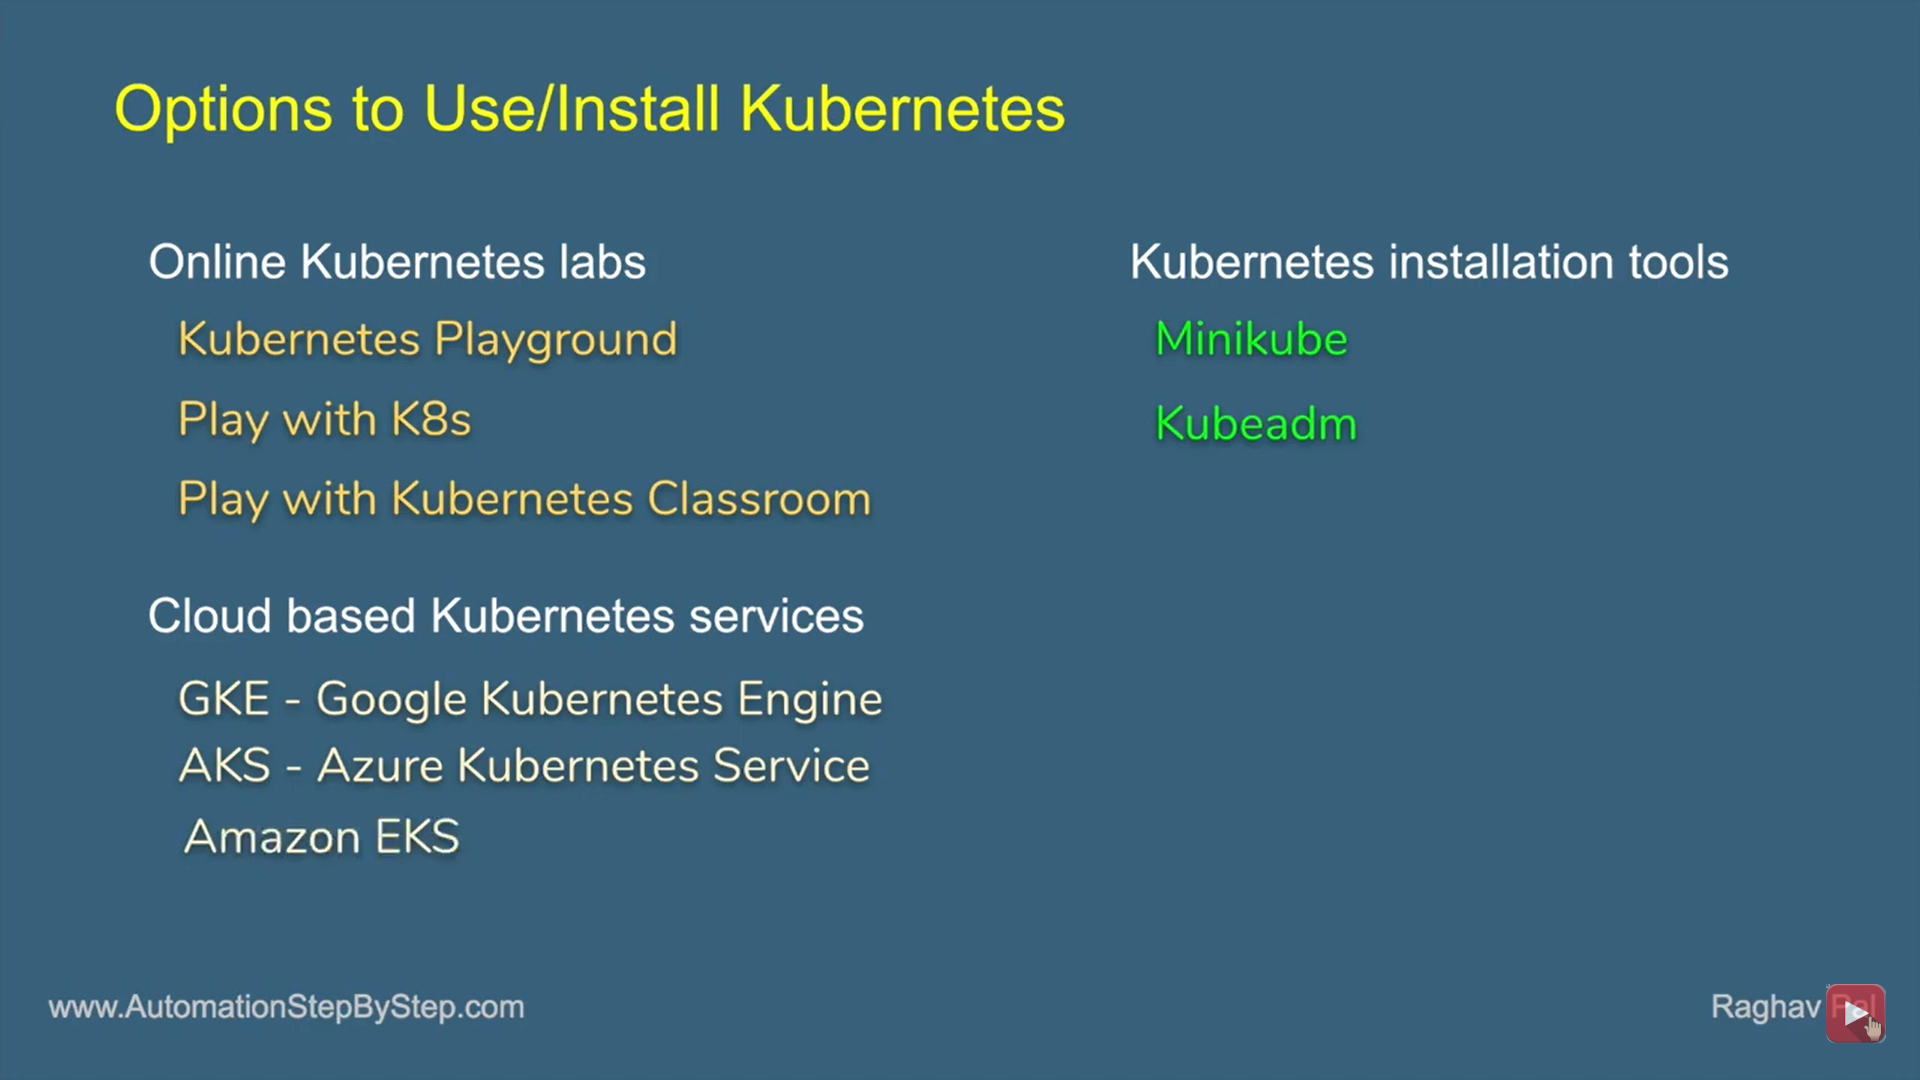 Options to Use/Install Kubernetes
Online Kubernetes labs
Kubernetes Playground
Play with K8s
Play with Kubernetes Classroom
Cloud based Kubernetes services
GKE - Google Kubernetes Engine
AKS - Azure Kubernetes Service
Amazon EKS
Kubernetes installation tools
Minikube
Kubeadm
www.AutomationStepByStep.com
Raghav Pal